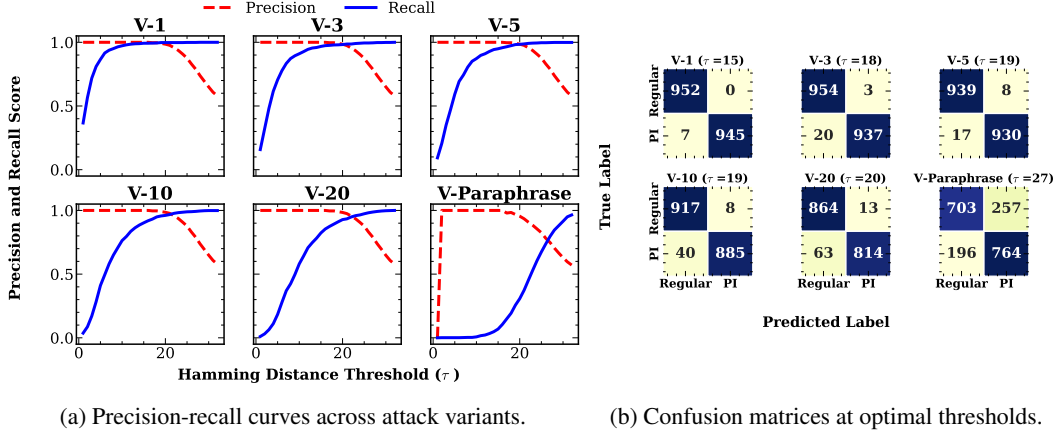 Precision Recall
V-1 V-3 V-5
1.0
0.5
0.0
V-10 V-20 V-Paraphrase
1.0
0.5
0.0
0 20 0 20 0 20
Precision and Recall Score
Hamming Distance Threshold (τ )
(a) Precision-recall curves across attack variants.
V-1 (τ =15) V-3 (τ =18) V-5 (τ =19)
Regular 952 0 954 3 939 8
PI 7 945 20 937 17 930
V-10 (τ =19) V-20 (τ =20) V-Paraphrase (τ =27)
Regular 917 8 864 13 703 257
PI 40 885 63 814 196 764
Regular PI Regular PI Regular PI
True Label
Predicted Label
(b) Confusion matrices at optimal thresholds.